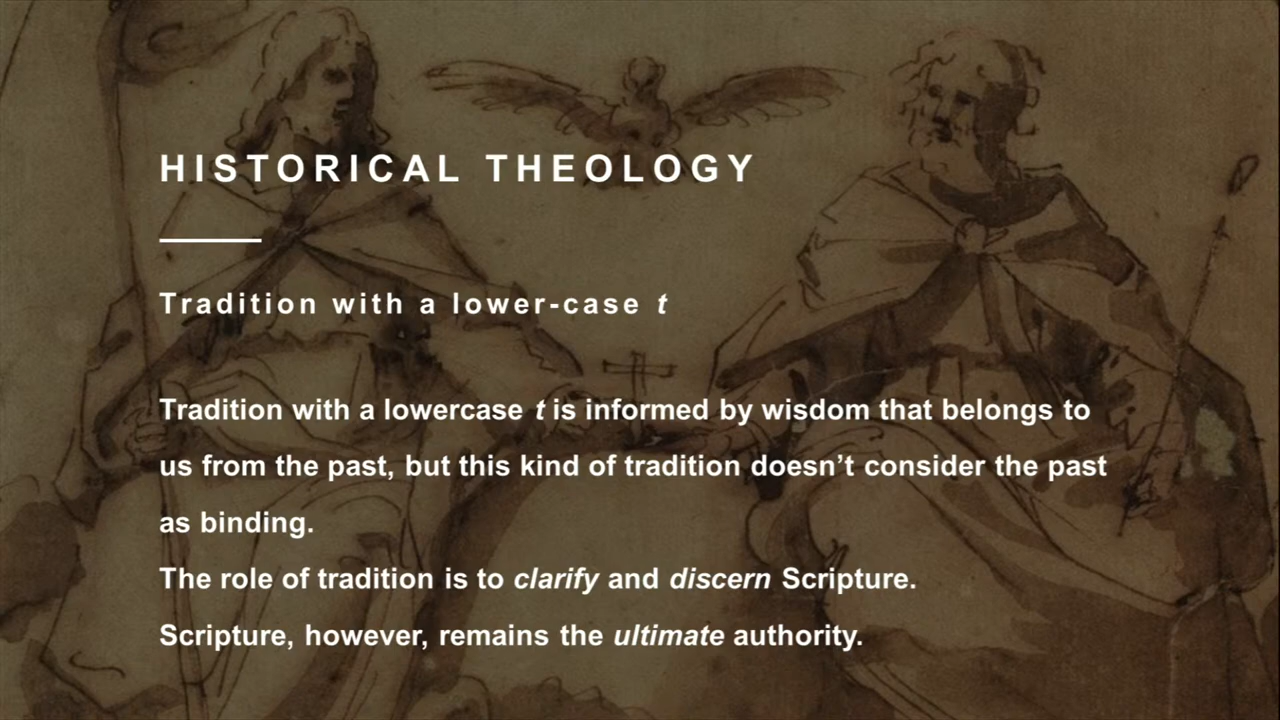 HISTORICAL THEOLOGY
Tradition with a lower-case t
Tradition with a lowercase t is informed by wisdom that belongs to
us from the past, but this kind of tradition doesn’t consider the past
as binding.
The role of tradition is to clarify and discern Scripture.
Scripture, however, remains the ultimate authority.